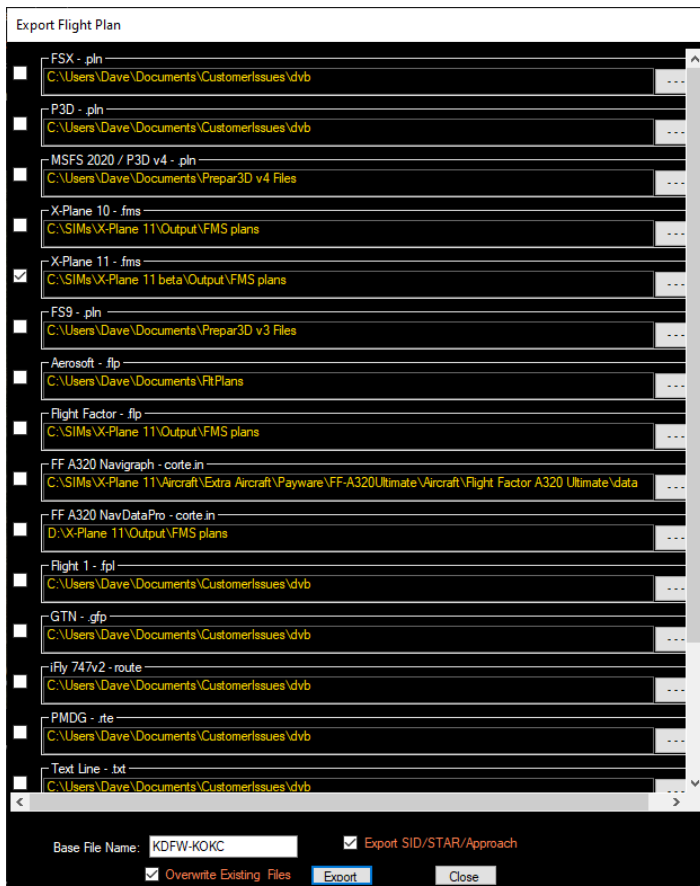 Export Flight Plan
FSX - .pln
C:\Users\Dave\Documents\CustomerIssues\dvb
...
P3D - .pln
C:\Users\Dave\Documents\CustomerIssues\dvb
...
MSFS 2020 / P3D v4 - .pln
C:\Users\Dave\Documents\Prepar3D v4 Files
...
X-Plane 10 - .fms
C:\SIMs\X-Plane 11\Output\FMS plans
...
X-Plane 11 - .fms
C:\SIMs\X-Plane 11 beta\Output\FMS plans
...
FS9 - .pln
C:\Users\Dave\Documents\Prepar3D v3 Files
...
Aerosoft - .flp
C:\Users\Dave\Documents\FltPlans
...
Flight Factor - .flp
C:\SIMs\X-Plane 11\Output\FMS plans
...
FF A320 Navigraph - corte.in
C:\SIMs\X-Plane 11\Aircraft\Extra Aircraft\Payware\FF-A320Ultimate\Aircraft\Flight Factor A320 Ultimate\data
...
FF A320 NavDataPro - corte.in
D:\X-Plane 11\Output\FMS plans
...
Flight 1 - .fpl
C:\Users\Dave\Documents\CustomerIssues\dvb
...
GTN - .gfp
C:\Users\Dave\Documents\CustomerIssues\dvb
...
iFly 747v2 - route
C:\Users\Dave\Documents\CustomerIssues\dvb
...
PMDG - .rte
C:\Users\Dave\Documents\CustomerIssues\dvb
...
Text Line - .txt
C:\Users\Dave\Documents\CustomerIssues\dvb
...
Base File Name: KDFW-KOKC Export SID/STAR/Approach
Overwrite Existing Files Export Close